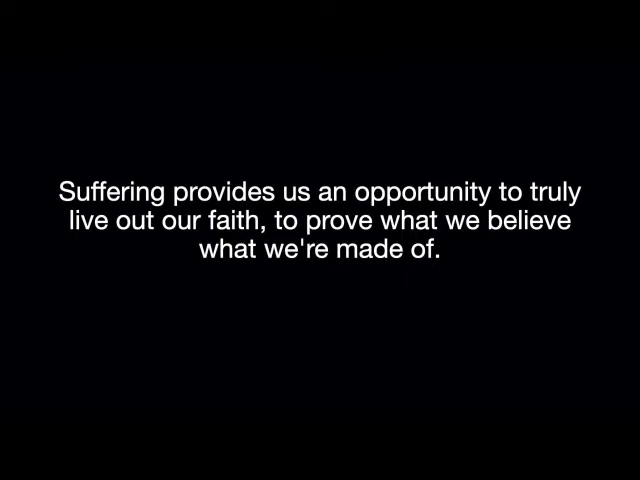 Suffering provides us an opportunity to truly
live out our faith, to prove what we believe
what we're made of.